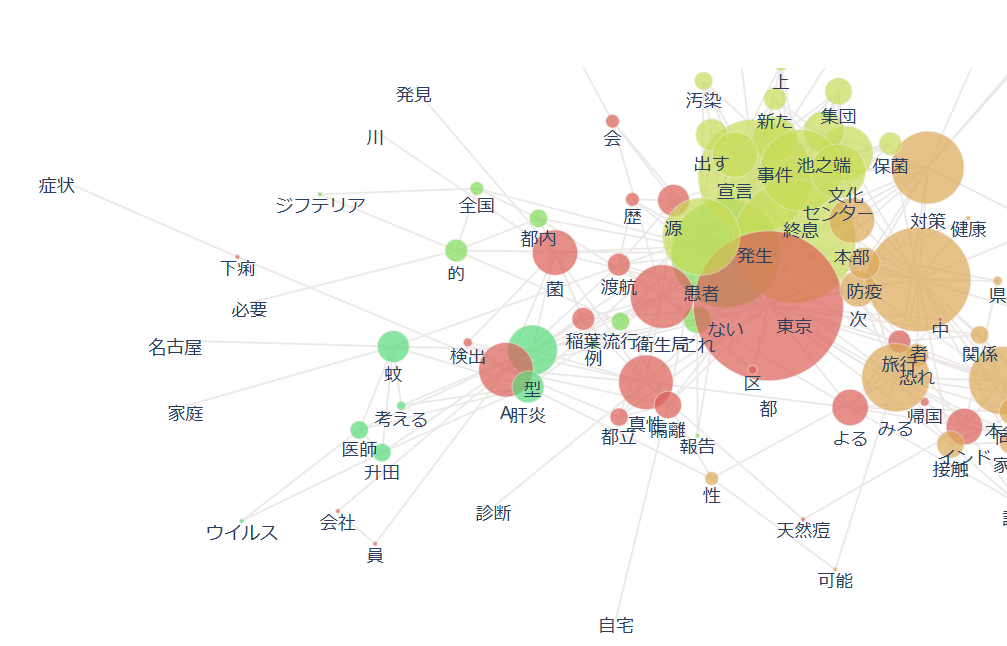 上
発見
汚染
集団
新た
川
会
出す
池之端
保菌
事件
症状
宣言
文化
ジフテリア
全国
センター
歴
対策
源
健康
終息
都内
発生
本部
下痢
的
渡航
菌
患者
防疫
県
必要
次
ない
東京
中
稲葉
流行
衛生局
これ
名古屋
検出
例
者
関係
旅行
蚊
恐れ
区
型
家庭
A
肝炎
都
帰国
考える
真性
みる
隔離
都立
よる
医師
報告
インド
接触
升田
性
診断
会社
ウイルス
天然痘
員
可能
自宅